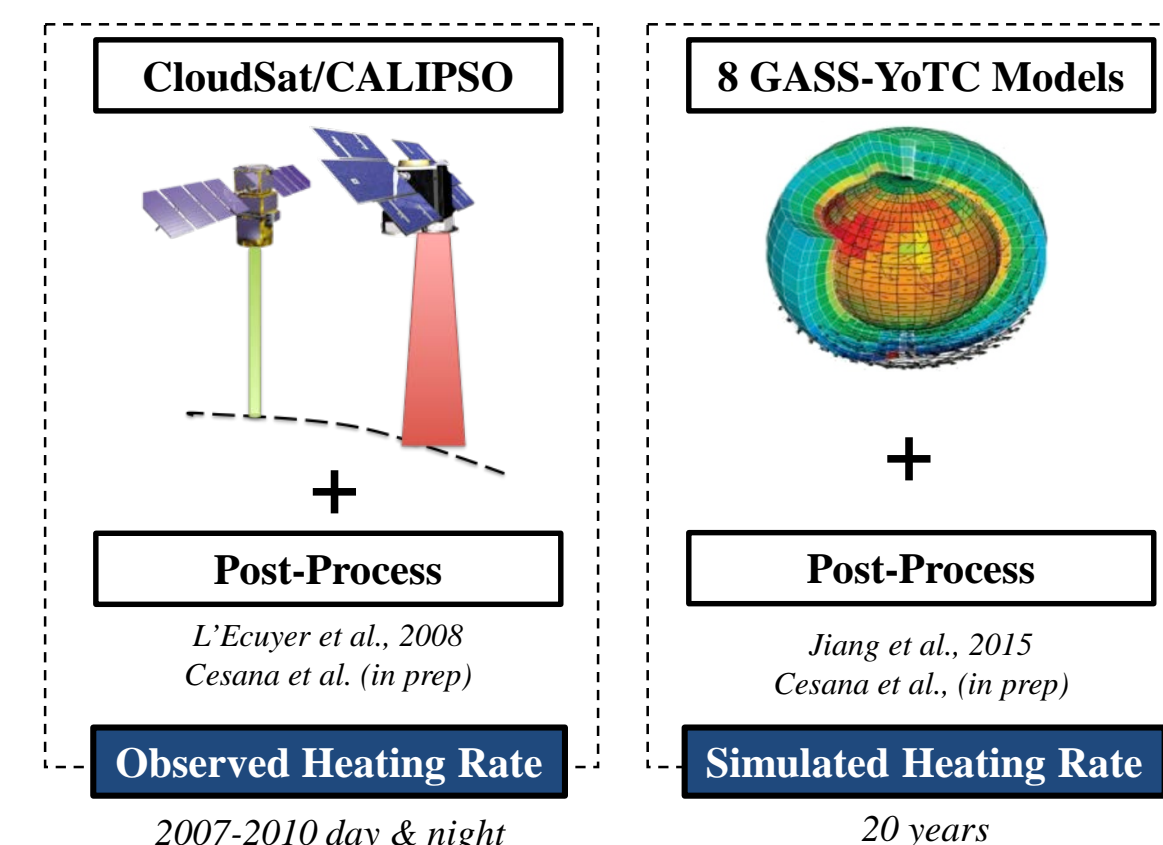 CloudSat/CALIPSO
+
Post-Process
L'Ecuyer et al., 2008
Cesana et al. (in prep)
Observed Heating Rate
2007-2010 day & night
8 GASS-YoTC Models
+
Post-Process
Jiang et al., 2015
Cesana et al., (in prep)
Simulated Heating Rate
20 years